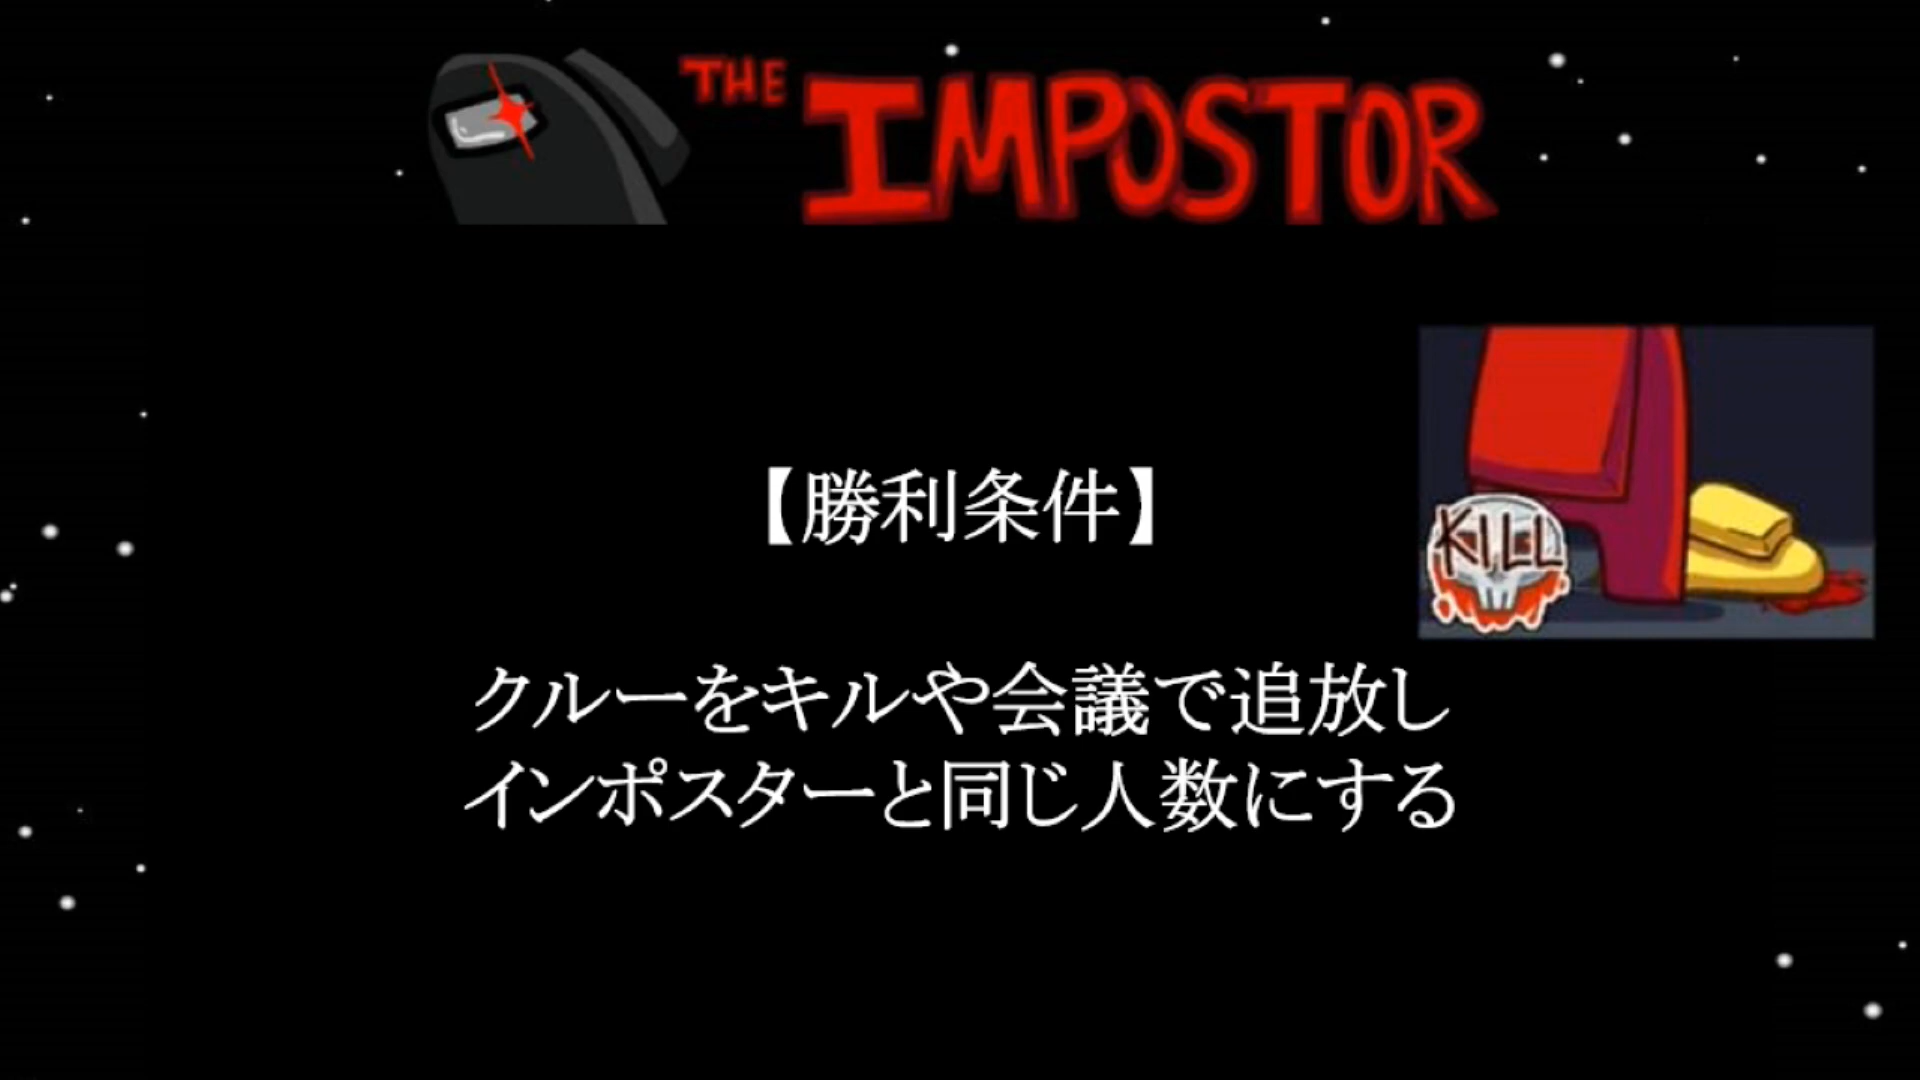 THE IMPOSTOR
【勝利条件】
KILL
クルーをキルや会議で追放し
インポスターと同じ人数にする